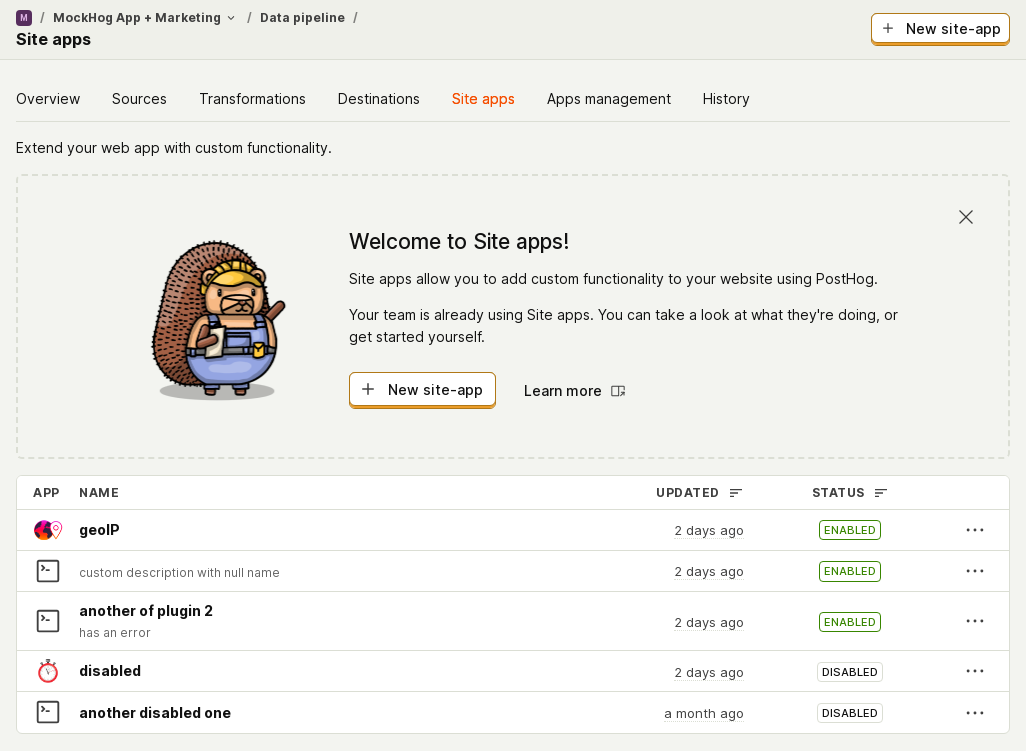 M / MockHog App + Marketing / Data pipeline /
Site apps
+ New site-app
Overview Sources Transformations Destinations Site apps Apps management History
Extend your web app with custom functionality.
Welcome to Site apps!
Site apps allow you to add custom functionality to your website using PostHog.
Your team is already using Site apps. You can take a look at what they're doing, or
get started yourself.
+ New site-app Learn more
APP NAME UPDATED STATUS
geoIP 2 days ago ENABLED
custom description with null name 2 days ago ENABLED
another of plugin 2
has an error
2 days ago ENABLED
disabled 2 days ago DISABLED
another disabled one a month ago DISABLED